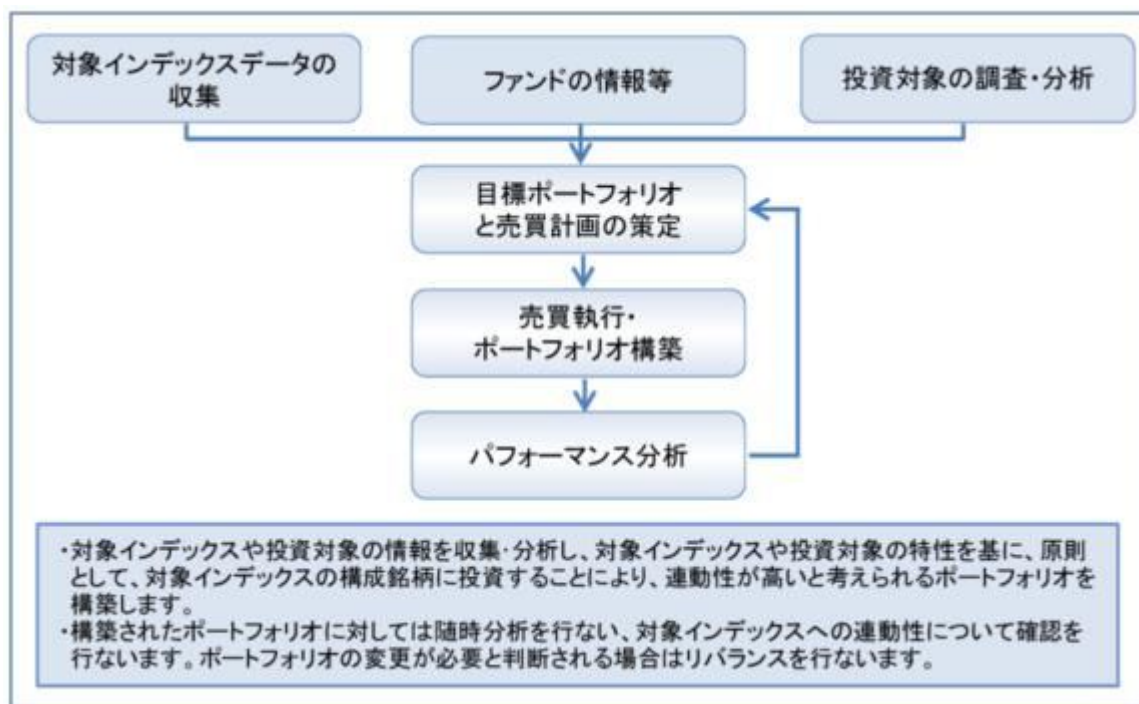 対象インデックスデータの
収集
ファンドの情報等
投資対象の調査・分析
目標ポートフォリオ
と売買計画の策定
売買執行・
ポートフォリオ構築
パフォーマンス分析
・対象インデックスや投資対象の情報を収集・分析し、対象インデックスや投資対象の特性を基に、原則
として、対象インデックスの構成銘柄に投資することにより、連動性が高いと考えられるポートフォリオを
構築します。
・構築されたポートフォリオに対しては随時分析を行ない、対象インデックスへの連動性について確認を
行ないます。ポートフォリオの変更が必要と判断される場合はリバランスを行ないます。